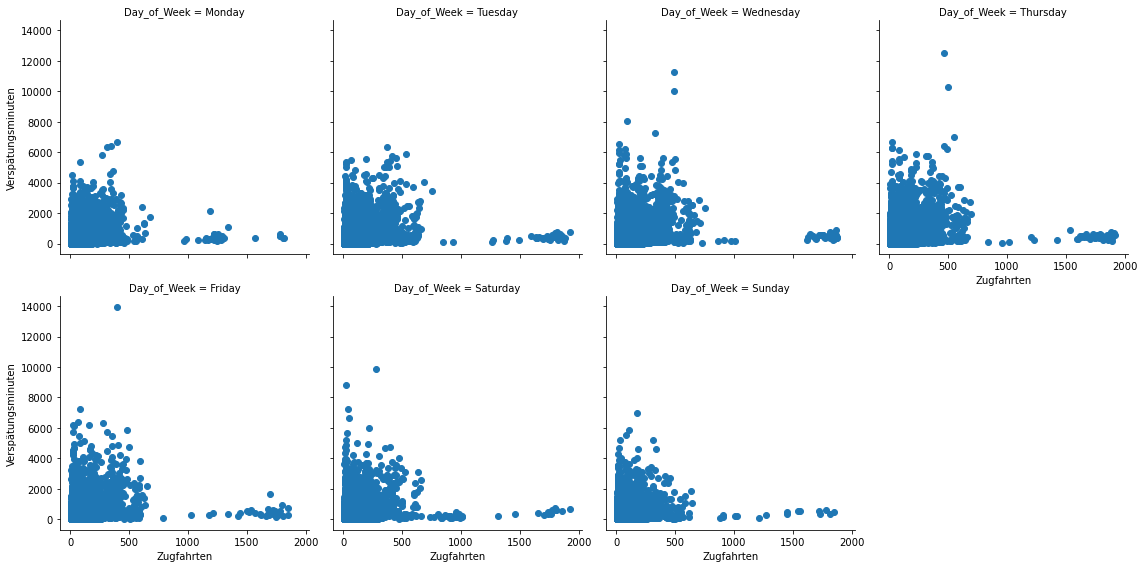 Day_of_Week = Monday
Day_of_Week = Tuesday
Day_of_Week = Wednesday
Day_of_Week = Thursday
14000
12000
10000
8000
6000
4000
2000
0
Verspätungsminuten
0
500
1000
1500
2000
Zugfahrten
Day_of_Week = Friday
Day_of_Week = Saturday
Day_of_Week = Sunday
14000
12000
10000
8000
6000
4000
2000
0
Verspätungsminuten
0
500
1000
1500
2000
0
500
1000
1500
2000
0
500
1000
1500
2000
Zugfahrten
Zugfahrten
Zugfahrten